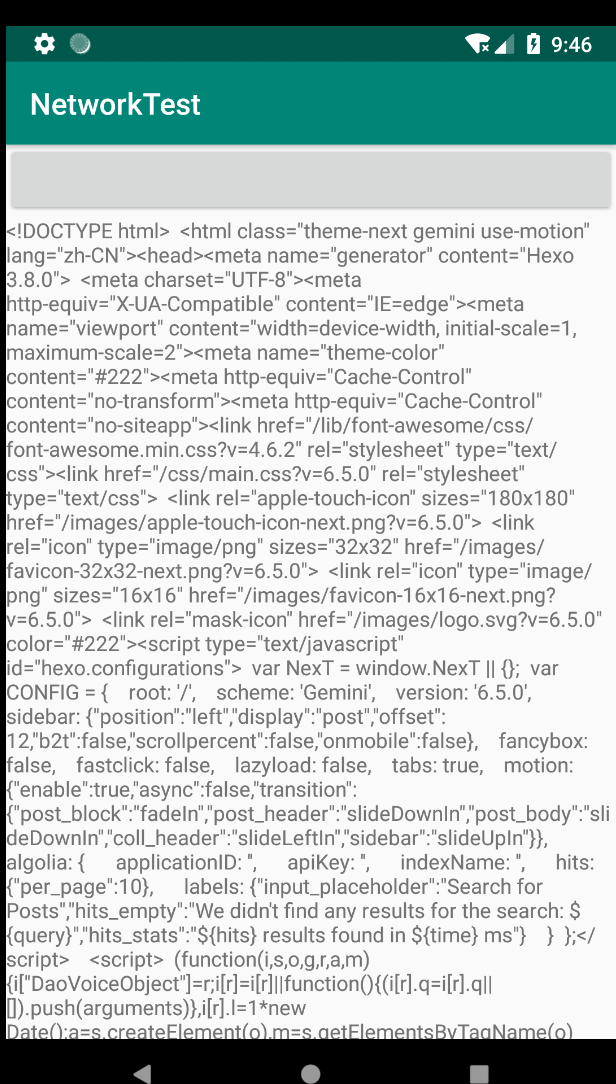 9:46
NetworkTest
<!DOCTYPE html>  <html class="theme-next gemini use-motion"
lang="zh-CN"><head><meta name="generator" content="Hexo
3.8.0">  <meta charset="UTF-8"><meta
http-equiv="X-UA-Compatible" content="IE=edge"><meta
name="viewport" content="width=device-width, initial-scale=1,
maximum-scale=2"><meta name="theme-color"
content="#222"><meta http-equiv="Cache-Control"
content="no-transform"><meta http-equiv="Cache-Control"
content="no-siteapp"><link href="/lib/font-awesome/css/
font-awesome.min.css?v=4.6.2" rel="stylesheet" type="text/
css"><link href="/css/main.css?v=6.5.0" rel="stylesheet"
type="text/css">  <link rel="apple-touch-icon" sizes="180x180"
href="/images/apple-touch-icon-next.png?v=6.5.0">  <link
rel="icon" type="image/png" sizes="32x32" href="/images/
favicon-32x32-next.png?v=6.5.0">  <link rel="icon" type="image/
png" sizes="16x16" href="/images/favicon-16x16-next.png?
v=6.5.0">  <link rel="mask-icon" href="/images/logo.svg?v=6.5.0"
color="#222"><script type="text/javascript"
id="hexo.configurations">  var NexT = window.NexT || {};  var
CONFIG = {    root: '/',    scheme: 'Gemini',    version: '6.5.0',
sidebar: {"position":"left","display":"post","offset":
12,"b2t":false,"scrollpercent":false,"onmobile":false},    fancybox:
false,    fastclick: false,    lazyload: false,    tabs: true,    motion:
{"enable":true,"async":false,"transition":
{"post_block":"fadeIn","post_header":"slideDownIn","post_body":"sli
deDownIn","coll_header":"slideLeftIn","sidebar":"slideUpIn"}},
algolia: {      applicationID: '',      apiKey: '',      indexName: '',      hits:
{"per_page":10},      labels: {"input_placeholder":"Search for
Posts","hits_empty":"We didn't find any results for the search: $
{query}","hits_stats":"${hits} results found in ${time} ms"}    }  };</
script>    <script>  (function(i,s,o,g,r,a,m)
{i["DaoVoiceObject"]=r;i[r]=i[r]||function(){(i[r].q=i[r].q||
[]).push(arguments)},i[r].l=1*new
Date();a=s.createElement(o),m=s.getElementsByTagName(o)